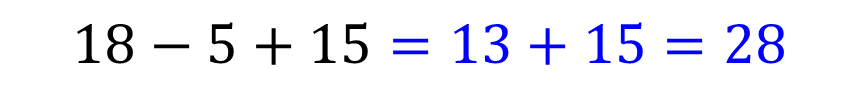 18 − 5 + 15 = 13 + 15 = 28